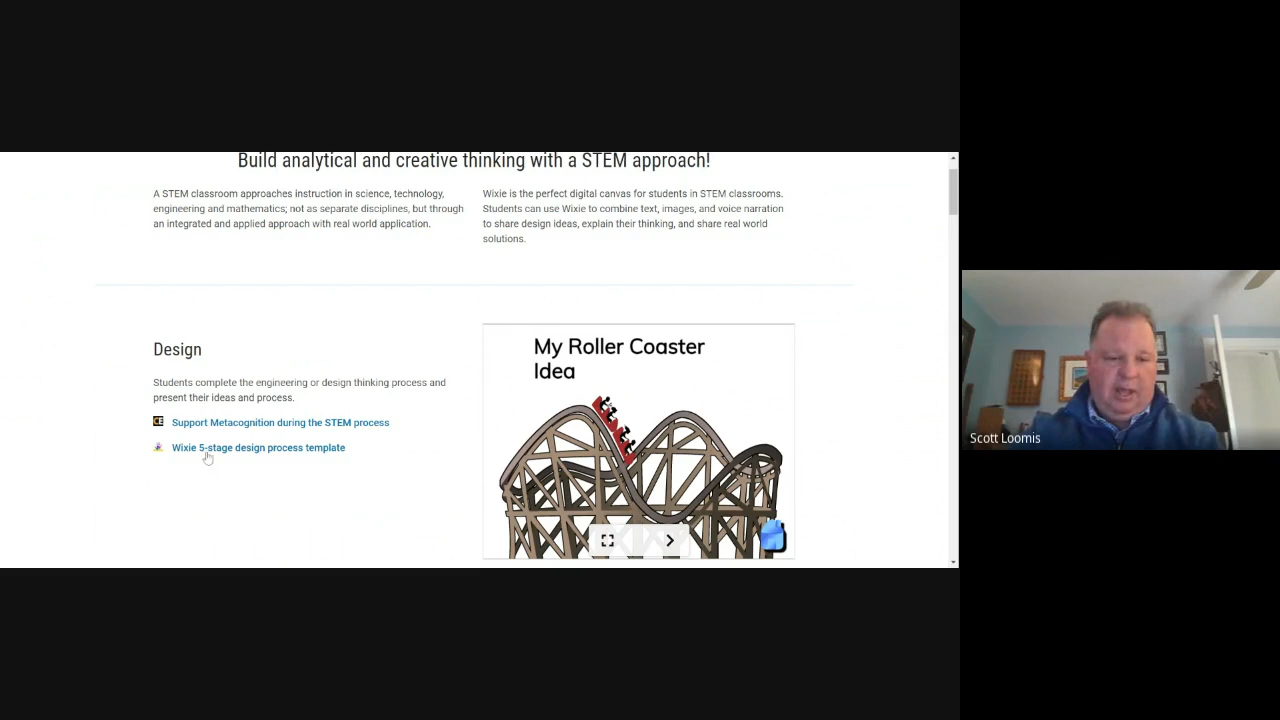 Build analytical and creative thinking with a STEM approach!
A STEM classroom approaches instruction in science, technology,
engineering and mathematics; not as separate disciplines, but through
an integrated and applied approach with real world application.
Wixie is the perfect digital canvas for students in STEM classrooms.
Students can use Wixie to combine text, images, and voice narration
to share design ideas, explain their thinking, and share real world
solutions.
Design
Students complete the engineering or design thinking process and
present their ideas and process.
CE Support Metacognition during the STEM process
Wixie 5-stage design process template
My Roller Coaster
Idea
Scott Loomis